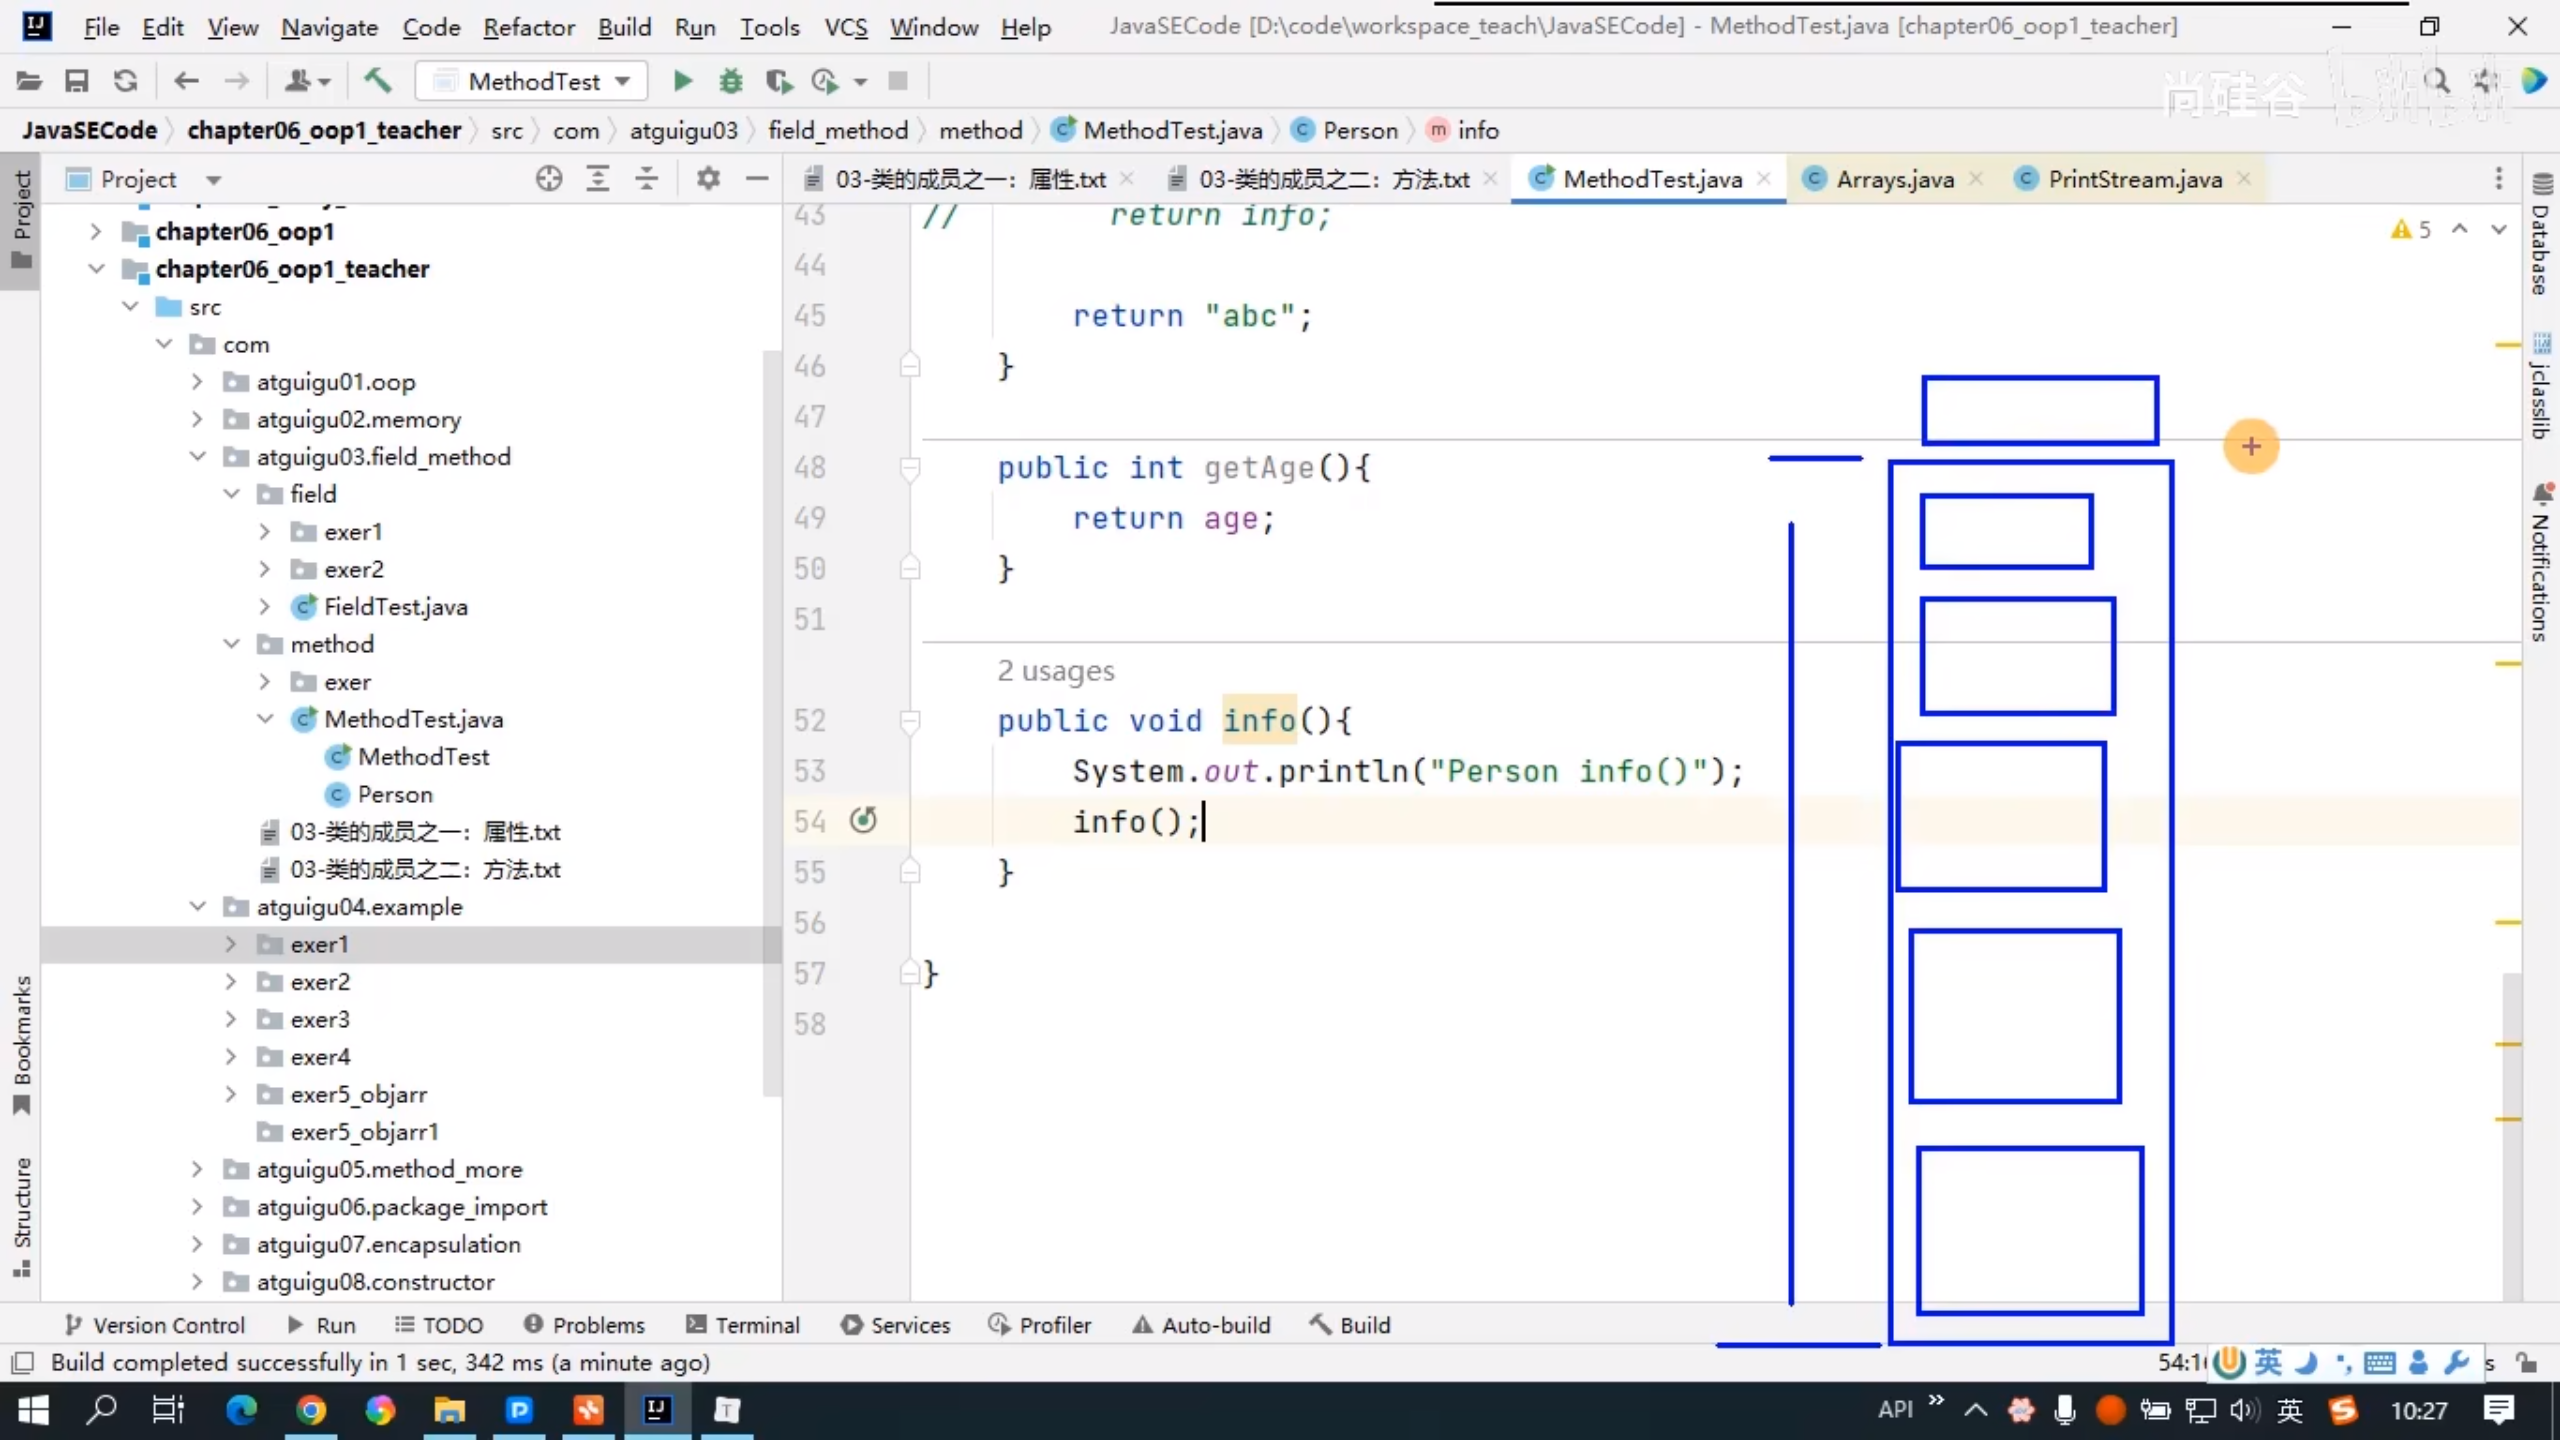 File Edit View Navigate Code Refactor Build Run Tools VCS Window Help JavaSECode [D:\code\workspace_teach\JavaSECode] - MethodTest.java [chapter06_oop1_teacher]
MethodTest
尚硅谷 bilibili
JavaSECode chapter06_oop1_teacher src com atguigu03 field_method method MethodTest.java Person info
Project
Project
03-类的成员之一：属性.txt 03-类的成员之二：方法.txt MethodTest.java Arrays.java PrintStream.java
chapter06_oop1
chapter06_oop1_teacher
src
com
atguigu01.oop
atguigu02.memory
atguigu03.field_method
field
exer1
exer2
FieldTest.java
method
exer
MethodTest.java
MethodTest
Person
03-类的成员之一：属性.txt
03-类的成员之二：方法.txt
atguigu04.example
exer1
exer2
exer3
exer4
exer5_objarr
exer5_objarr1
atguigu05.method_more
atguigu06.package_import
atguigu07.encapsulation
atguigu08.constructor
Bookmarks
Structure
43 // return info;
44
45 return "abc";
46 }
47
48 public int getAge(){
49 return age;
50 }
51
2 usages
52 public void info(){
53 System.out.println("Person info()");
54 info();
55 }
56
57 }
58
5
Database
jclasslib
Notifications
Version Control Run TODO Problems Terminal Services Profiler Auto-build Build
Build completed successfully in 1 sec, 342 ms (a minute ago)
英
API 英 10:27